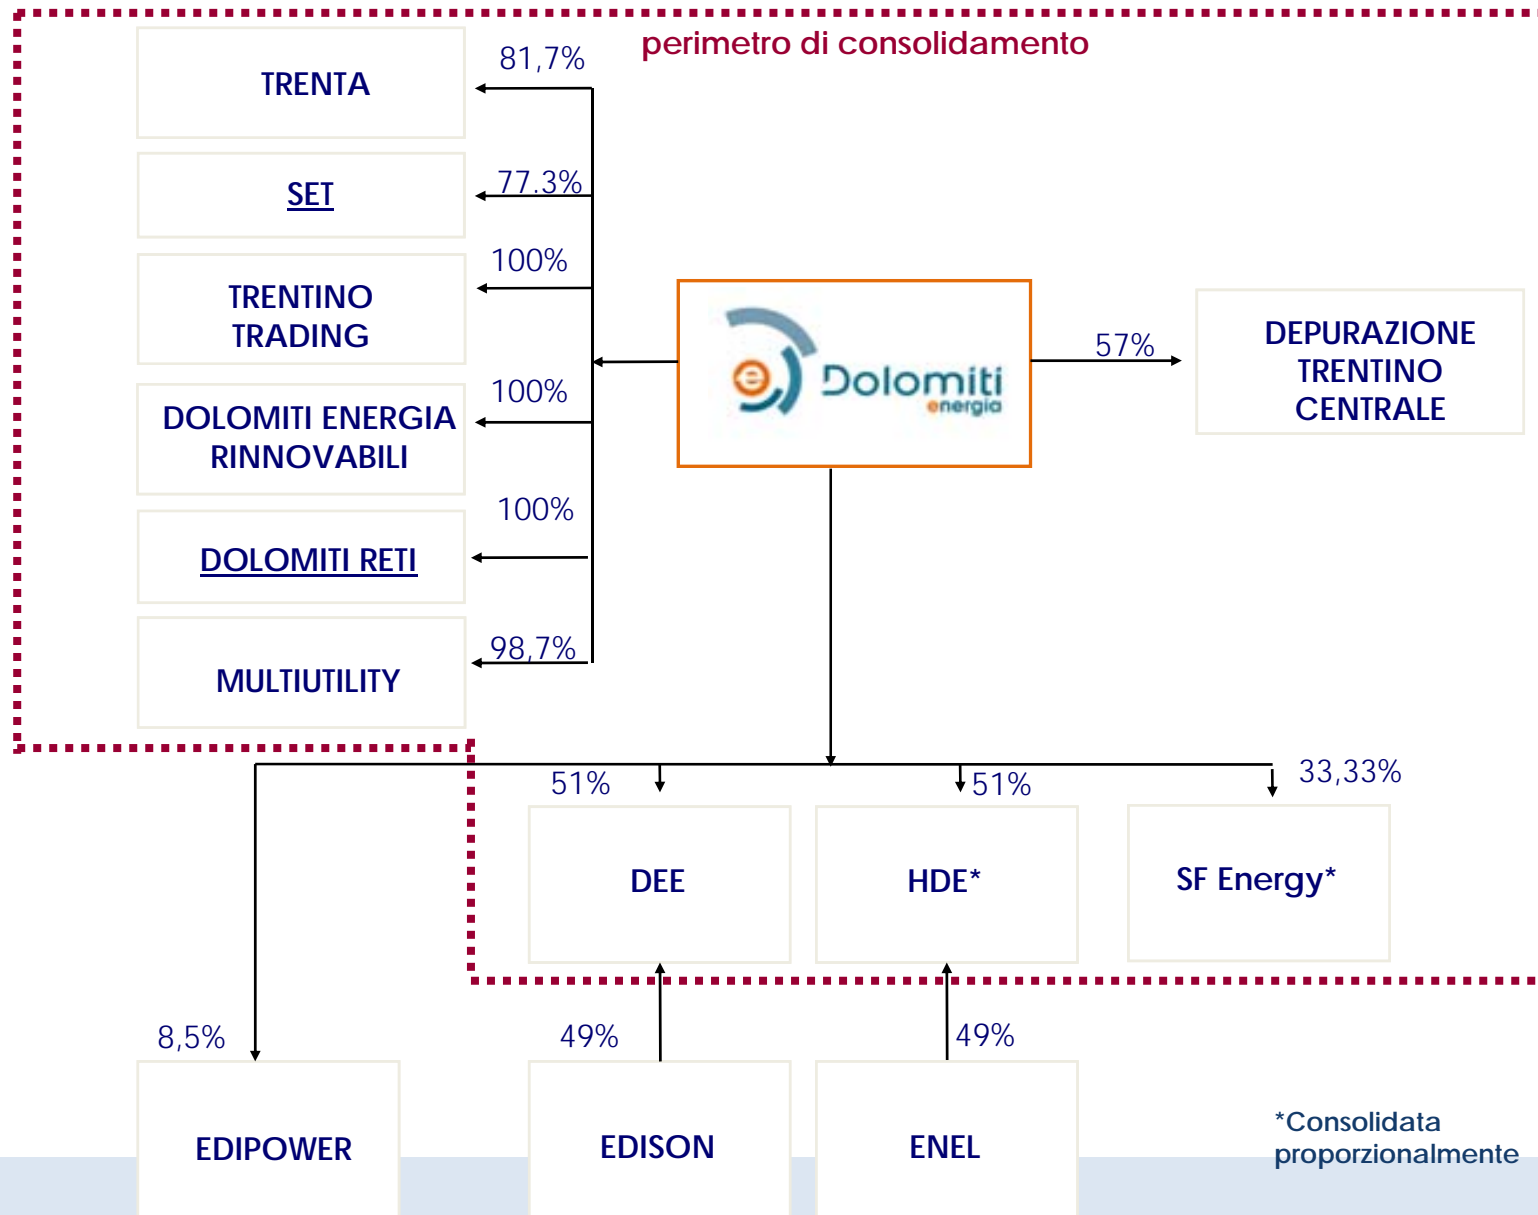 perimetro di consolidamento
TRENTA
81,7%
SET
77.3%
TRENTINO
TRADING
100%
DOLOMITI ENERGIA
RINNOVABILI
100%
DOLOMITI RETI
100%
MULTIUTILITY
98,7%
e Dolomiti
energia
57%
DEPURAZIONE
TRENTINO
CENTRALE
51%
51%
33,33%
DEE
HDE*
SF Energy*
8,5%
49%
49%
EDIPOWER
EDISON
ENEL
*Consolidata
proporzionalmente